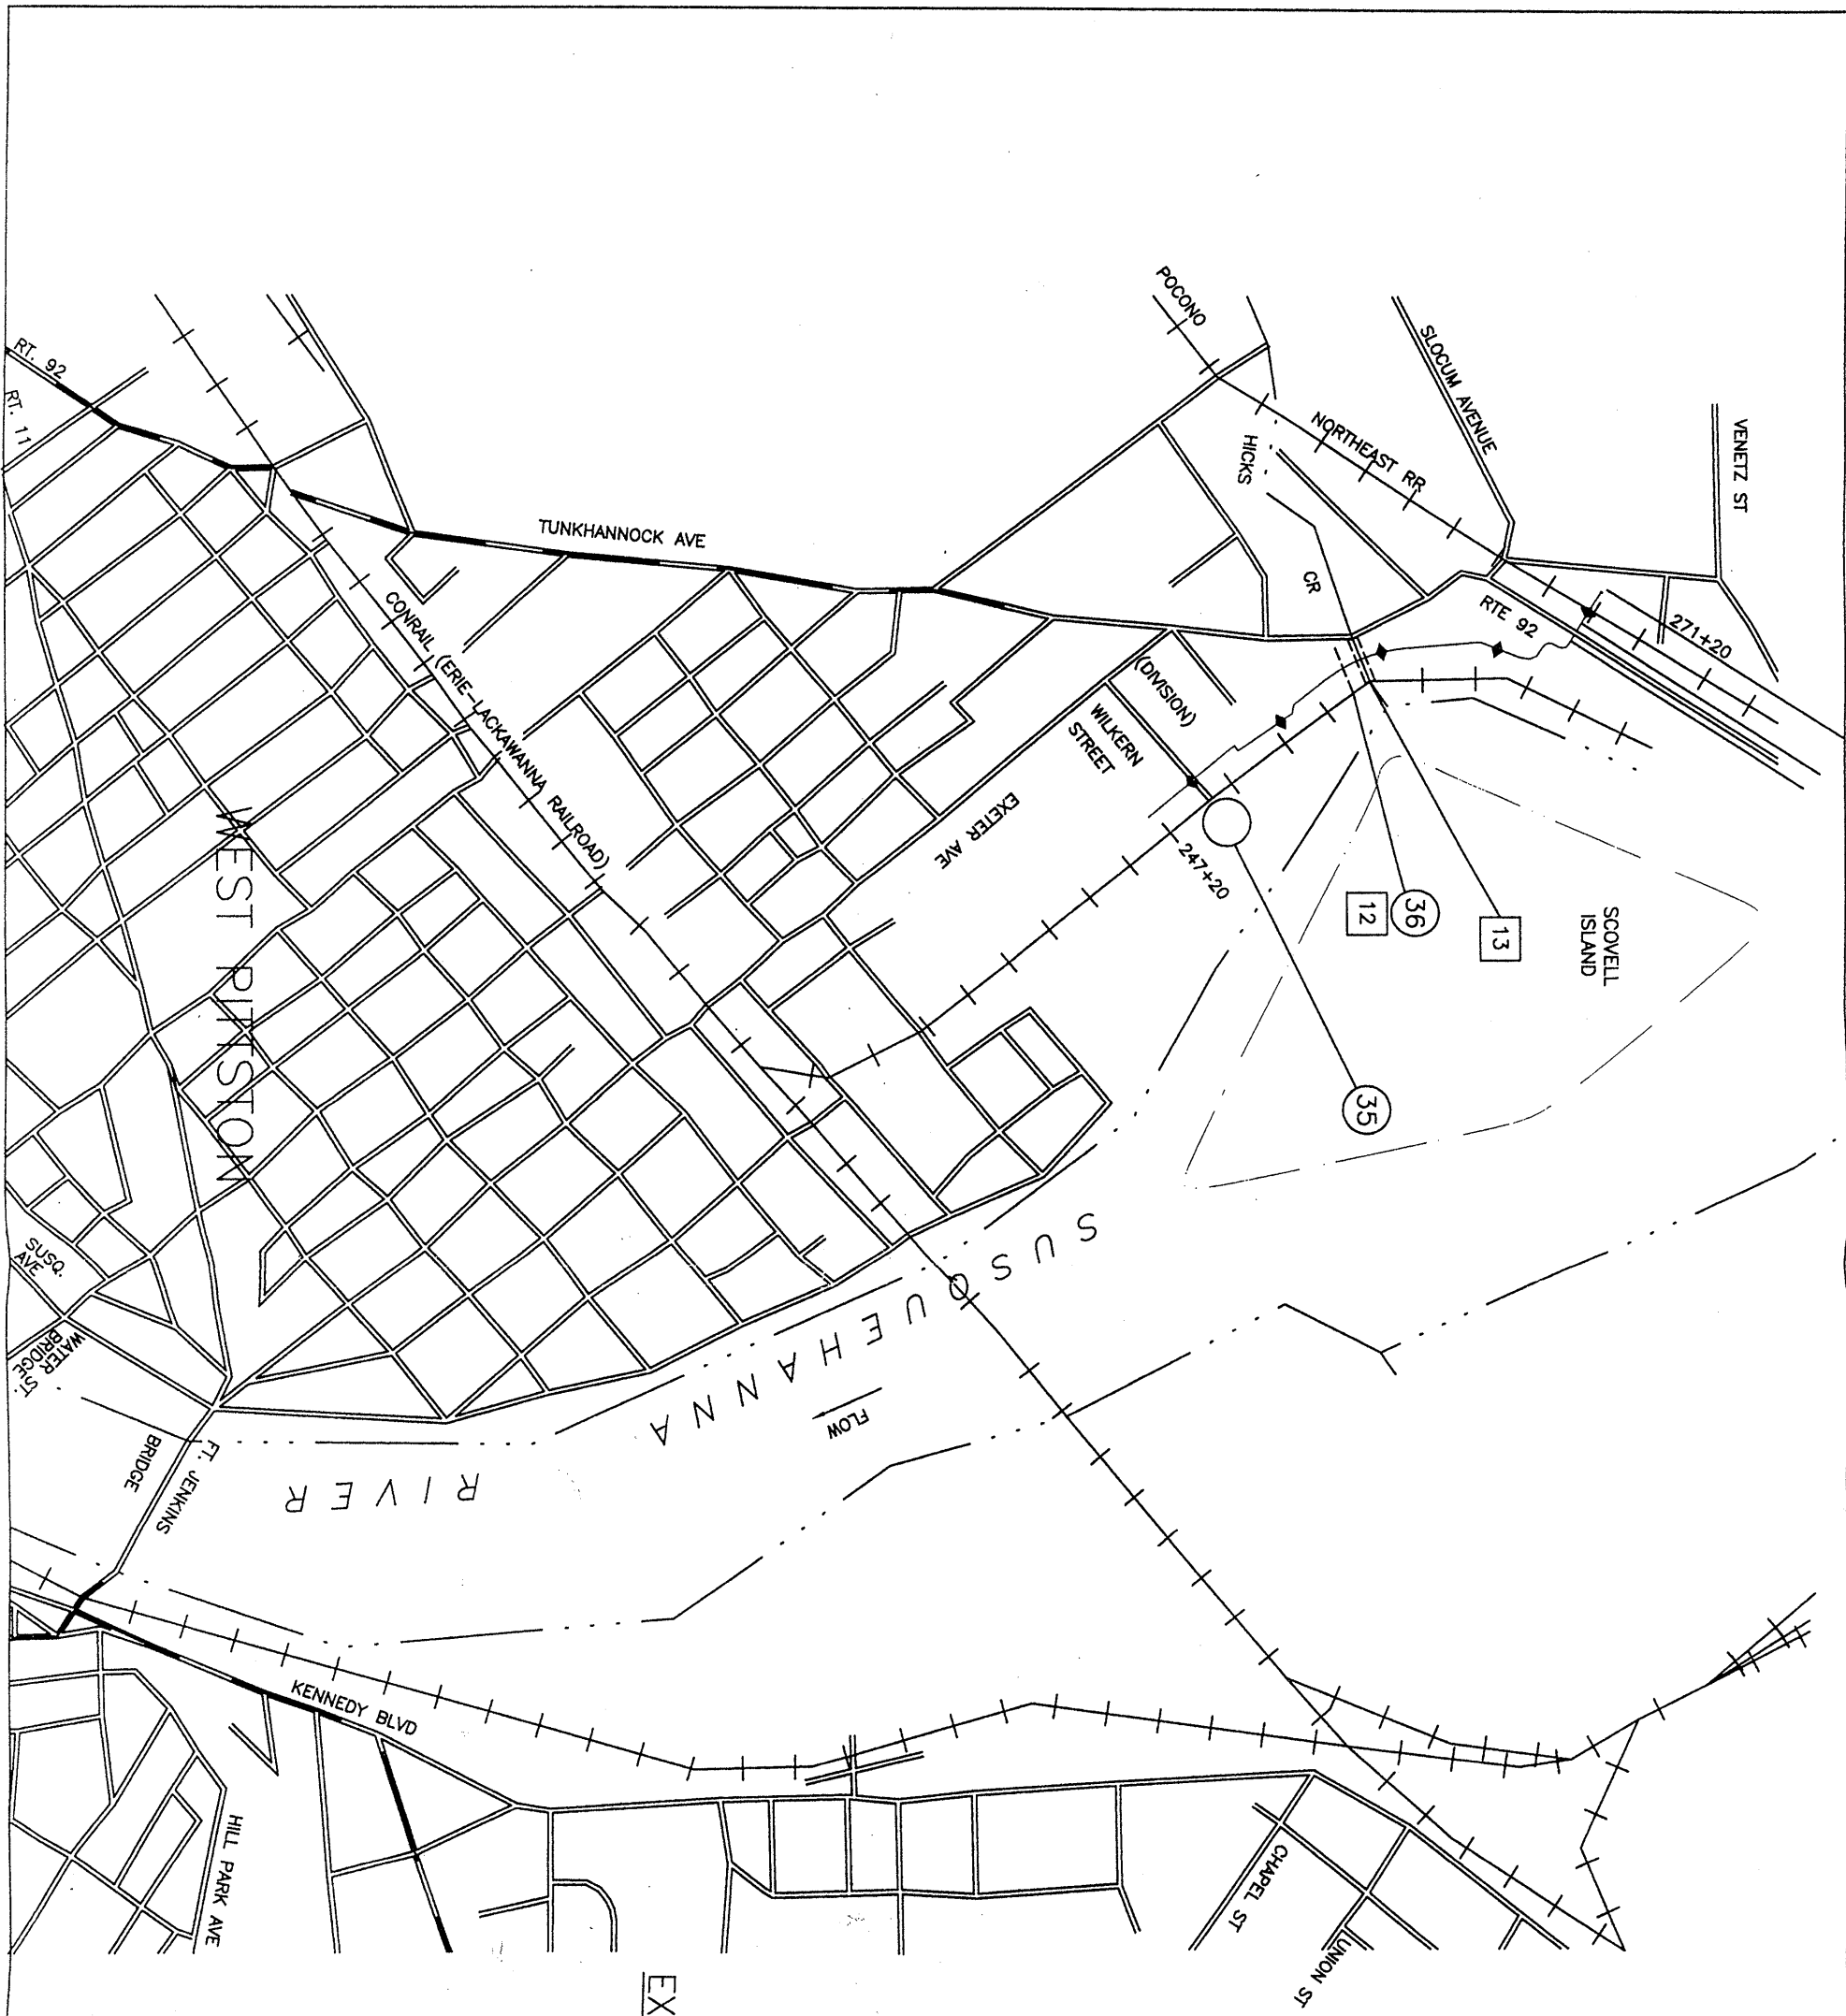 POCONO
SLOCUM AVENUE
VENETZ ST
RT. 92
RT. 11
NORTHEAST RR
HICKS
CR
TUNKHANNOCK AVE
RTE 92
271+20
CONRAIL (ERIE-LACKAWANNA RAILROAD)
(DIVISION)
WILKERN
STREET
EXETER AVE
247+20
36
12
13
SCOVELL
ISLAND
35
WEST PITTSTON
SUSQUEHANNA
RIVER
FLOW
SUSQ.
AVE
WATER
BRIDGE
ST.
FT. JENKINS
BRIDGE
KENNEDY BLVD
HILL PARK AVE
CHAPEL ST
UNION ST
EX